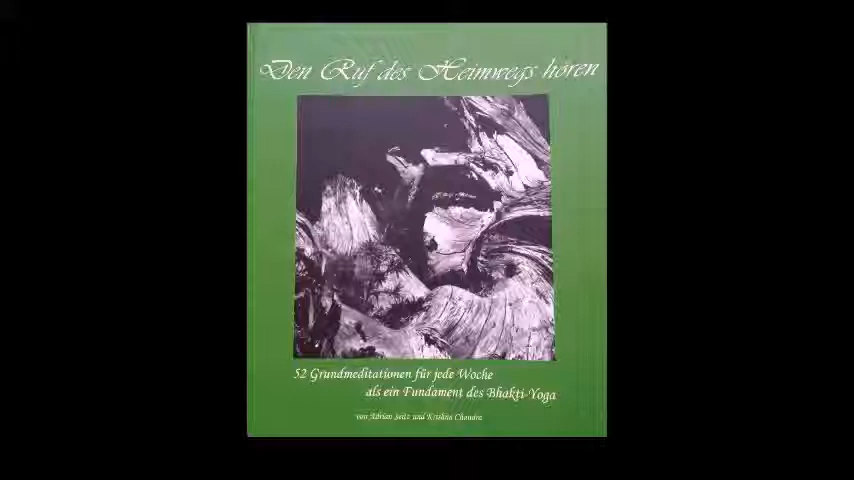 Den Ruf des Heimwegs hören
52 Grundmeditationen für jede Woche
als ein Fundament des Bhakti-Yoga
von Adrian Seitz und Krishna Chandra